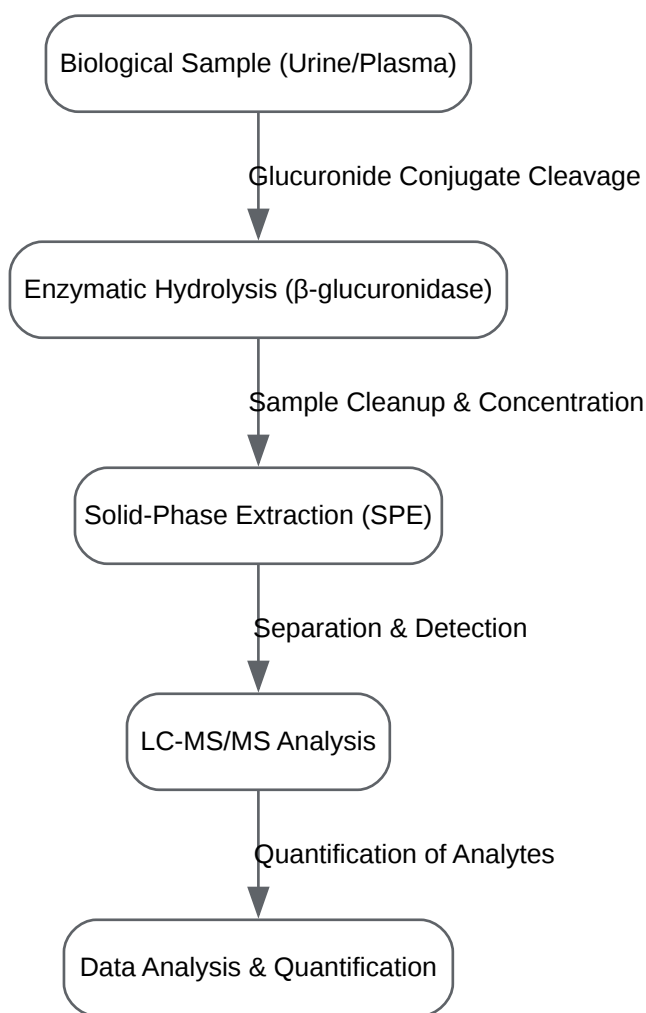 Biological Sample (Urine/Plasma)
Glucuronide Conjugate Cleavage
Enzymatic Hydrolysis (β-glucuronidase)
Sample Cleanup & Concentration
Solid-Phase Extraction (SPE)
Separation & Detection
LC-MS/MS Analysis
Quantification of Analytes
Data Analysis & Quantification